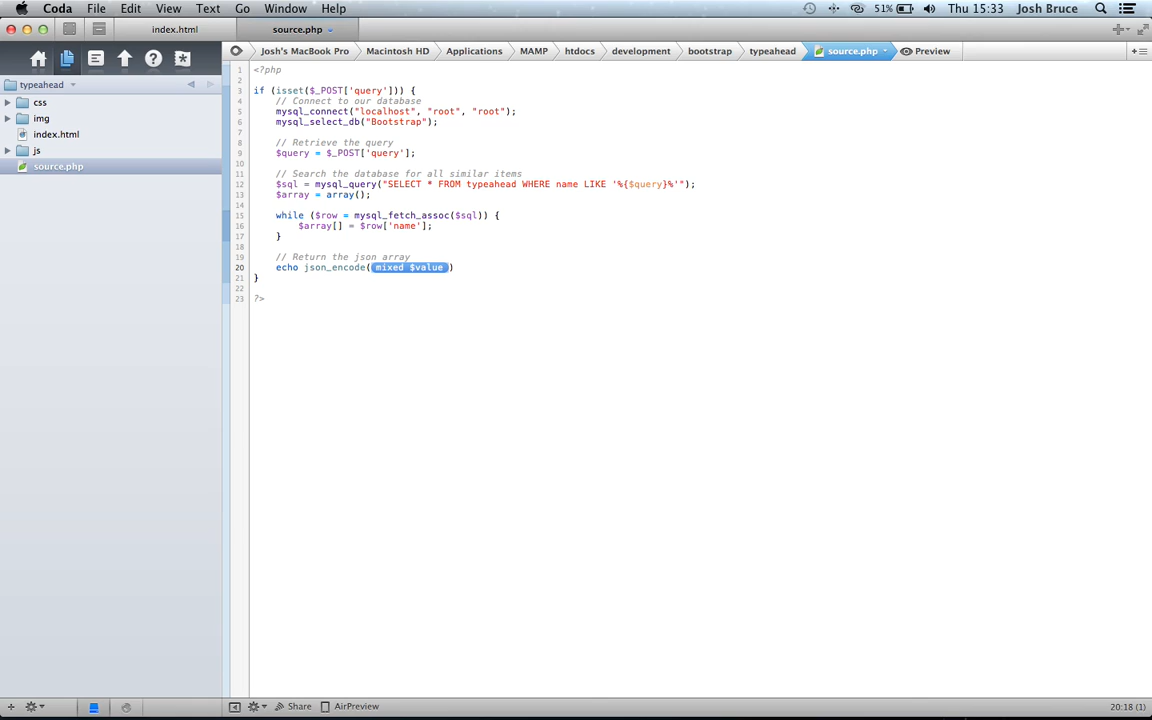 Coda File Edit View Text Go Window Help 51% Thu 15:33 Josh Bruce
index.html source.php
Josh's MacBook Pro Macintosh HD Applications MAMP htdocs development bootstrap typeahead source.php Preview
typeahead
css
img
index.html
js
source.php
1 <?php
2
3 if (isset($_POST['query'])) {
4 // Connect to our database
5 mysql_connect("localhost", "root", "root");
6 mysql_select_db("Bootstrap");
7
8 // Retrieve the query
9 $query = $_POST['query'];
10
11 // Search the database for all similar items
12 $sql = mysql_query("SELECT * FROM typeahead WHERE name LIKE '%{$query}%'");
13 $array = array();
14
15 while ($row = mysql_fetch_assoc($sql)) {
16 $array[] = $row['name'];
17 }
18
19 // Return the json array
20 echo json_encode(mixed $value)
21 }
22
23 ?>
Share AirPreview 20:18 (1)